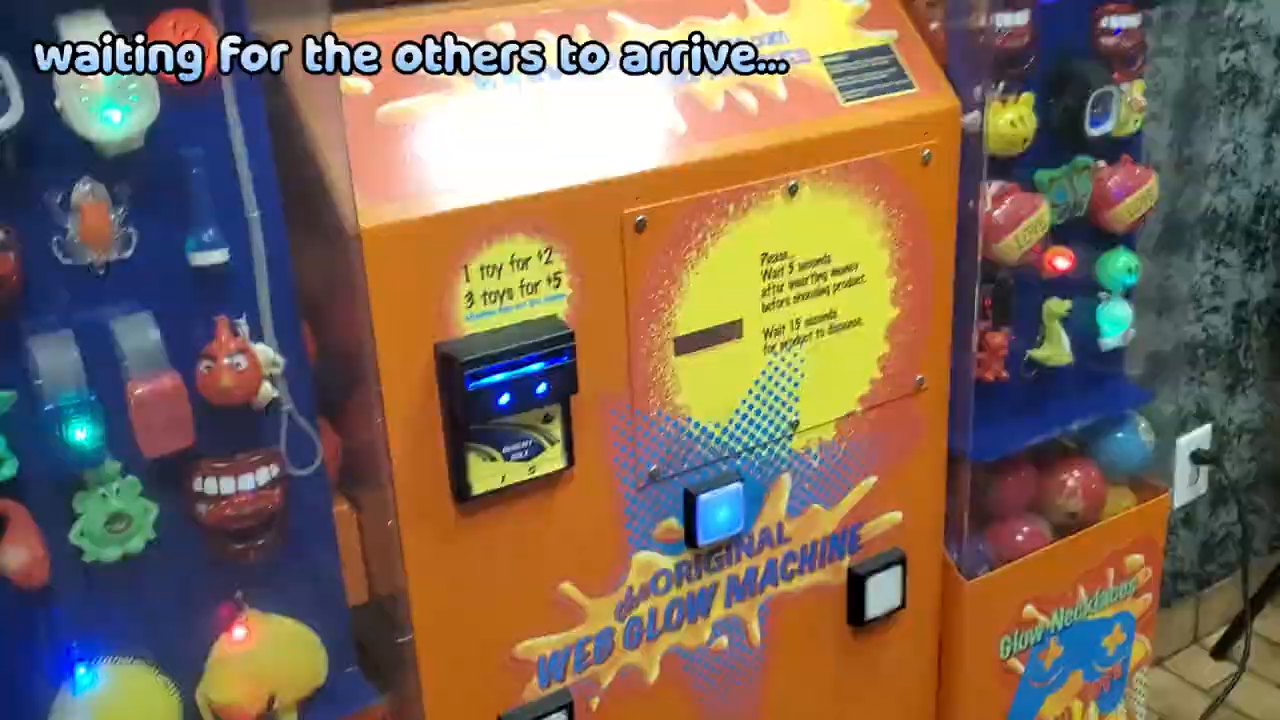 waiting for the others to arrive...
1 toy for $2
3 toys for $5
Please...
Wait 5 seconds
after inserting money
before choosing product.
Wait 15 seconds
for product to dispense.
the ORIGINAL
WEB GLOW MACHINE
Glow Necklaces